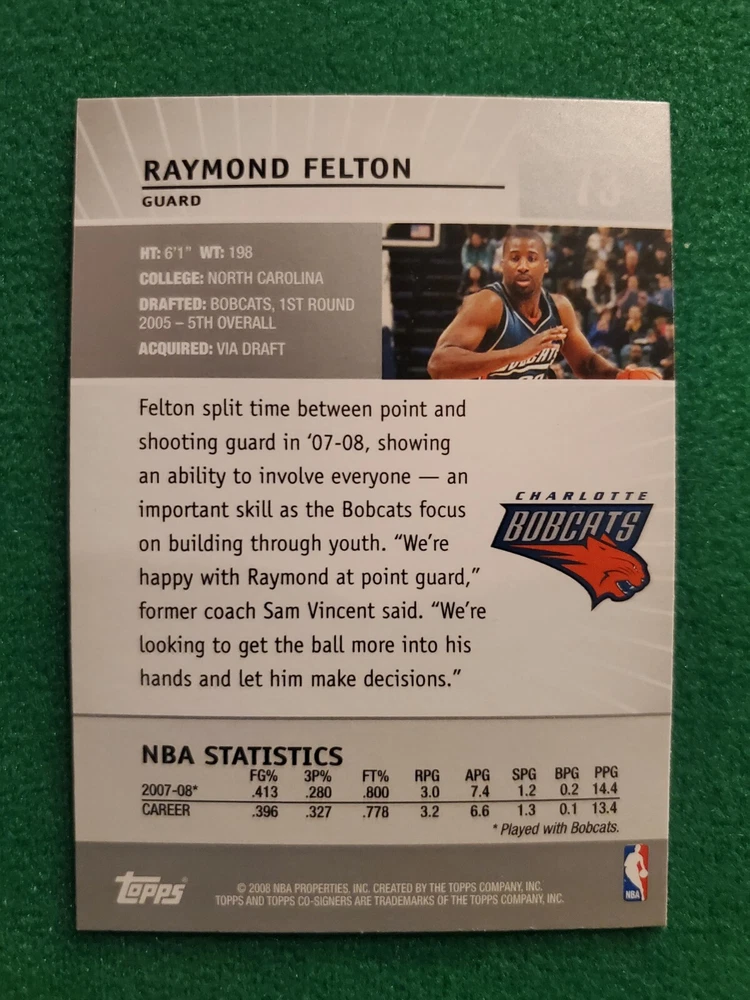 RAYMOND FELTON
GUARD
HT: 6'1" WT: 198
COLLEGE: NORTH CAROLINA
DRAFTED: BOBCATS, 1ST ROUND
2005 – 5TH OVERALL
ACQUIRED: VIA DRAFT
Felton split time between point and
shooting guard in ‘07-08, showing
an ability to involve everyone — an
important skill as the Bobcats focus
on building through youth. “We’re
happy with Raymond at point guard,”
former coach Sam Vincent said. “We’re
looking to get the ball more into his
hands and let him make decisions.”
CHARLOTTE
BOBCATS
NBA STATISTICS
FG% 3P% FT% RPG APG SPG BPG PPG
2007-08* .413 .280 .800 3.0 7.4 1.2 0.2 14.4
CAREER .396 .327 .778 3.2 6.6 1.3 0.1 13.4
* Played with Bobcats.
Topps
© 2008 NBA PROPERTIES, INC. CREATED BY THE TOPPS COMPANY, INC.
TOPPS AND TOPPS CO-SIGNERS ARE TRADEMARKS OF THE TOPPS COMPANY, INC.
NBA